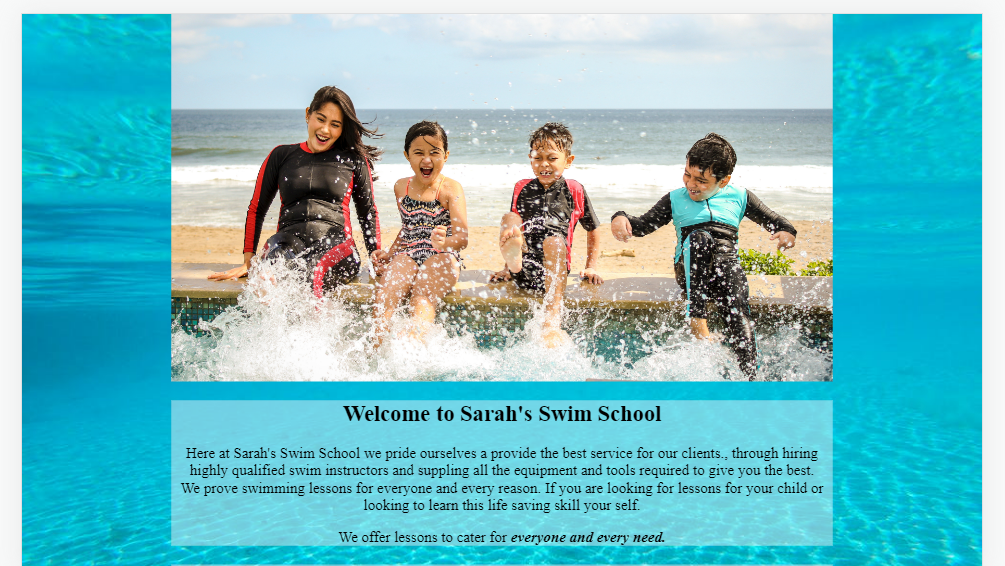 Welcome to Sarah's Swim School
Here at Sarah's Swim School we pride ourselves a provide the best service for our clients., through hiring
highly qualified swim instructors and suppling all the equipment and tools required to give you the best.
We prove swimming lessons for everyone and every reason. If you are looking for lessons for your child or
looking to learn this life saving skill your self.
We offer lessons to cater for everyone and every need.